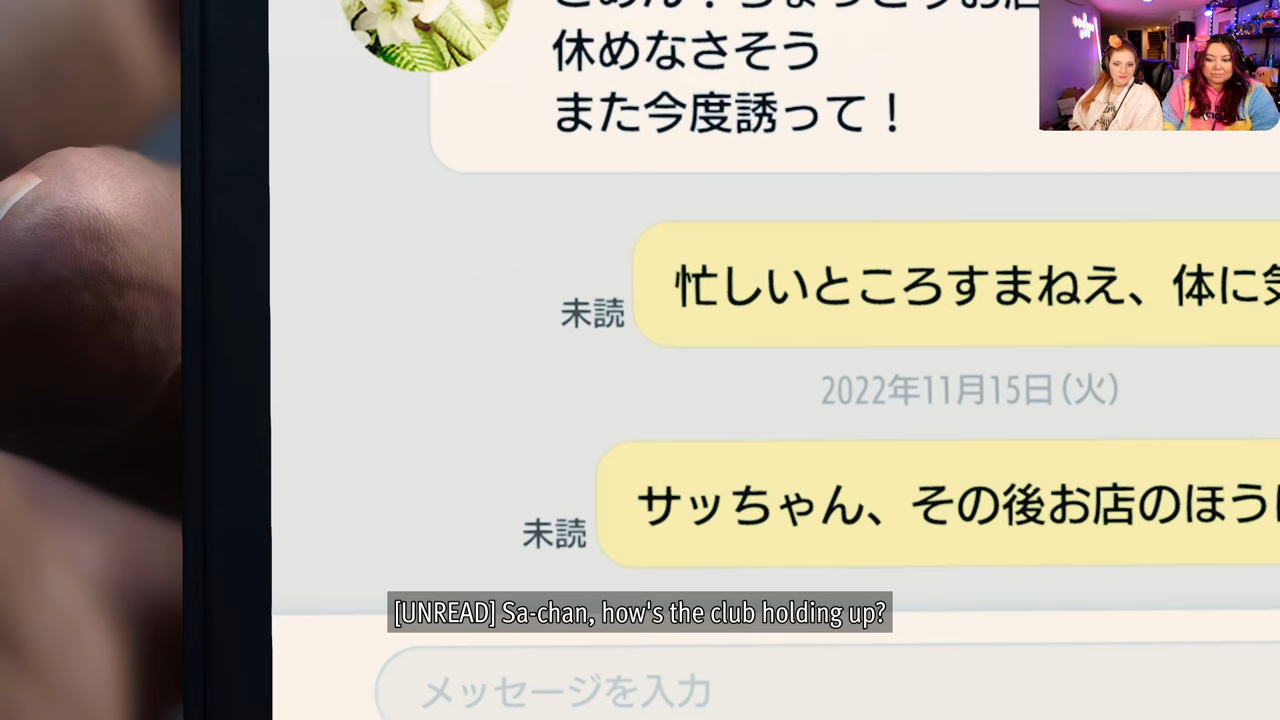 休めなさそう
また今度誘って！
忙しいところすまねえ、体に気
未読
2022年11月15日(火)
サッちゃん、その後お店のほう
未読
[UNREAD] Sa-chan, how's the club holding up?
メッセージを入力